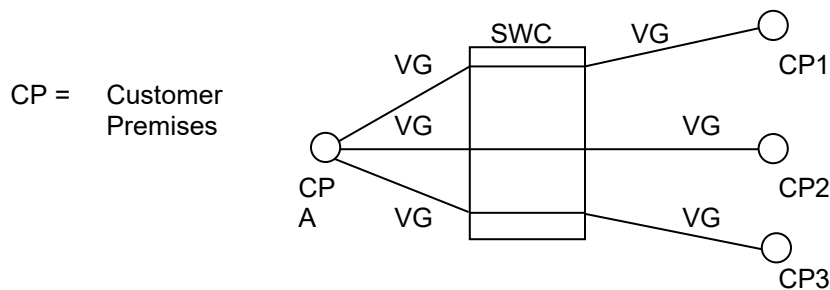 SWC
VG
VG
CP1
CP = Customer
Premises
VG
VG
CP
A
CP2
VG
VG
CP3